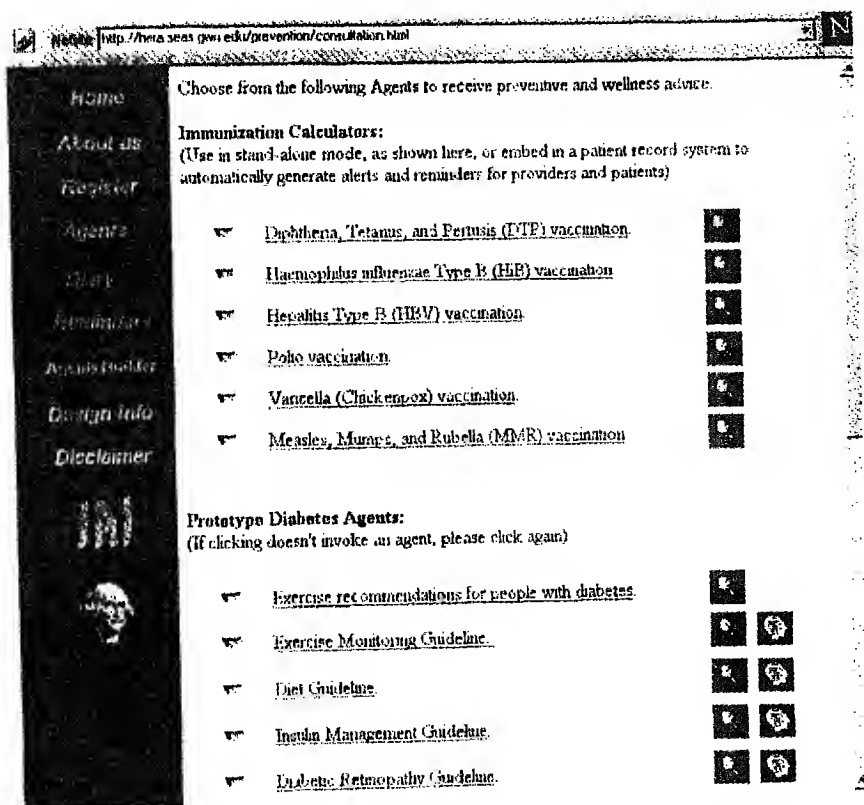 http://hera.seas.gwu.edu/prevention/consultation.html
N
Home
About us
Register
Agents
Design Info
Disclaimer
Choose from the following Agents to receive preventive and wellness advice.
Immunization Calculators:
(Use in stand-alone mode, as shown here, or embed in a patient record system to
automatically generate alerts and reminders for providers and patients)
Diphtheria, Tetanus, and Pertusis (DTP) vaccination.
Haemophilus influenzae Type B (HiB) vaccination
Hepatitis Type B (HBV) vaccination.
Polio vaccination.
Varicella (Chickenpox) vaccination.
Measles, Mumps, and Rubella (MMR) vaccination
Prototype Diabetes Agents:
(If clicking doesn't invoke an agent, please click again)
Exercise recommendations for people with diabetes.
Exercise Monitoring Guideline.
Diet Guideline.
Insulin Management Guideline.
Diabetic Retinopathy Guideline.